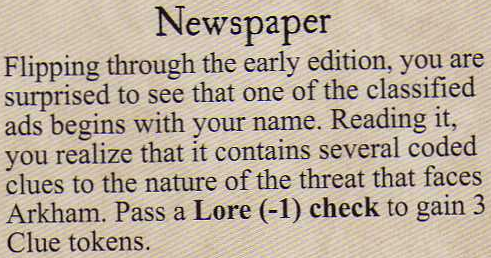 Newspaper
Flipping through the early edition, you are
surprised to see that one of the classified
ads begins with your name. Reading it,
you realize that it contains several coded
clues to the nature of the threat that faces
Arkham. Pass a Lore (-1) check to gain 3
Clue tokens.